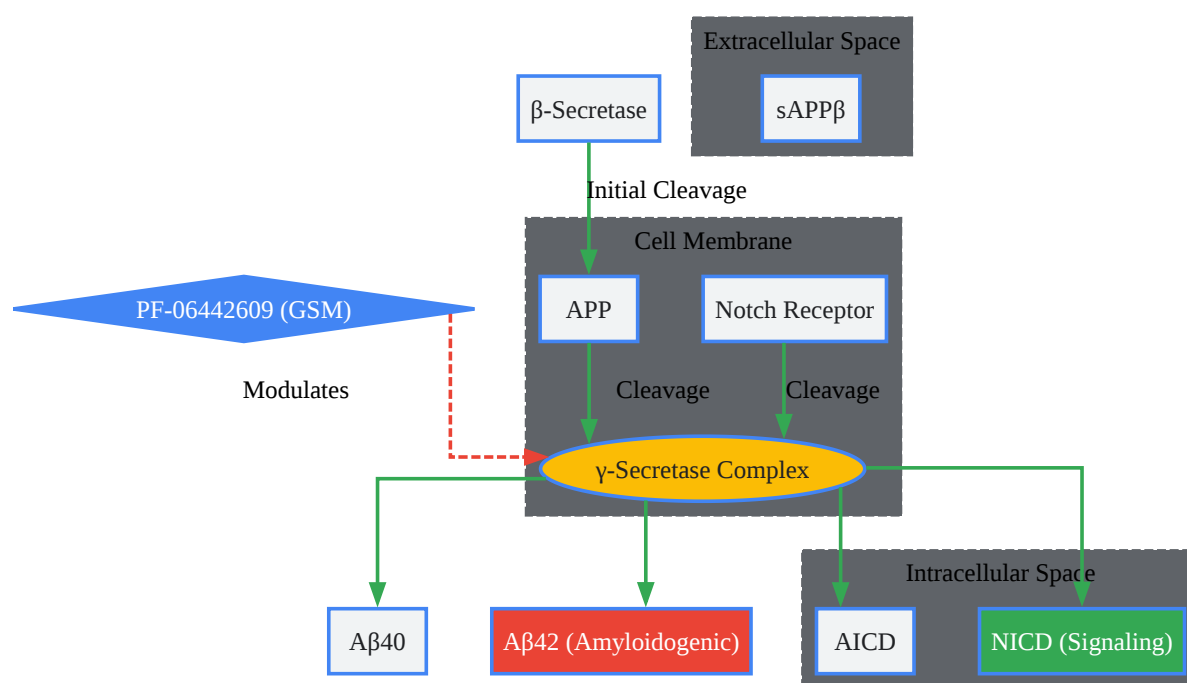 Extracellular Space
β-Secretase
sAPPβ
Initial Cleavage
Cell Membrane
PF-06442609 (GSM)
APP
Notch Receptor
Modulates
Cleavage
Cleavage
γ-Secretase Complex
Intracellular Space
Aβ40
Aβ42 (Amyloidogenic)
AICD
NICD (Signaling)